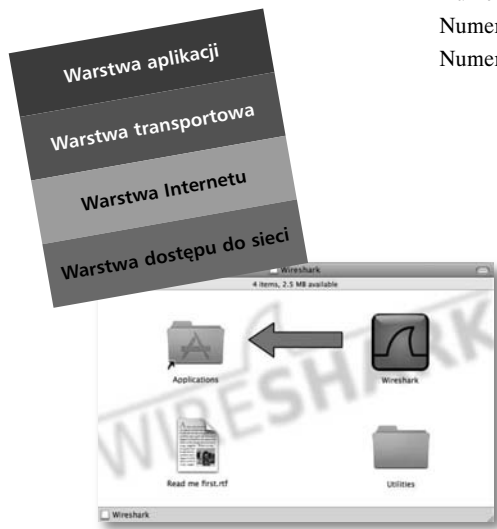 Numer
Numer
Warstwa aplikacji
Warstwa transportowa
Warstwa Internetu
Warstwa dostępu do sieci
Wireshark
4 items, 2.5 MB available
Applications
Wireshark
WIRESHARK
Read me first.rtf
Utilities
Wireshark